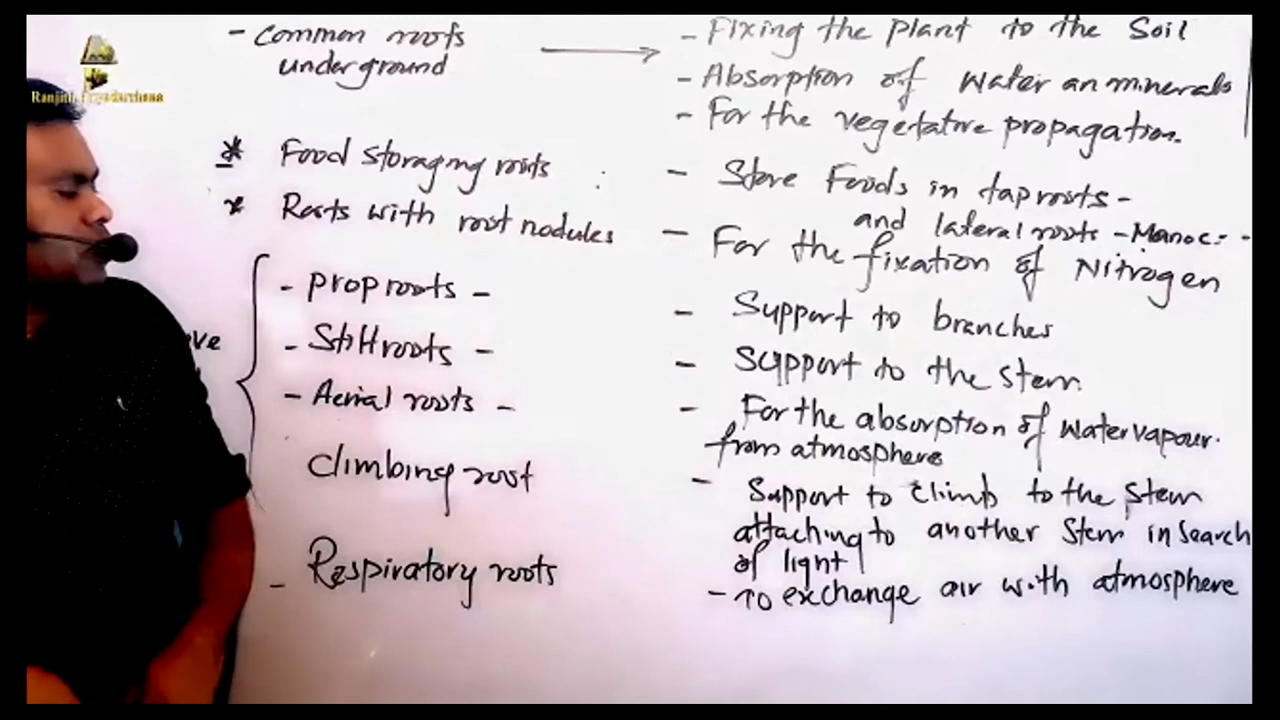 Ranjith Priyadarshana
- Common roots
underground
- Fixing the plant to the Soil
- Absorption of water an minerals
- For the vegetative propagation.
* Food storaging roots
- Store Foods in taproots -
and lateral roots - Manoc: -
* Roots with root nodules
- For the fixation of Nitrogen
- prop roots -
- Support to branches
- Stilt roots -
- Support to the stem.
- Aerial roots -
- For the absorption of water vapour.
from atmosphere
Climbing root
- Support to climb to the stem
attaching to another stem in search
of light
- Respiratory roots
- To exchange air with atmosphere